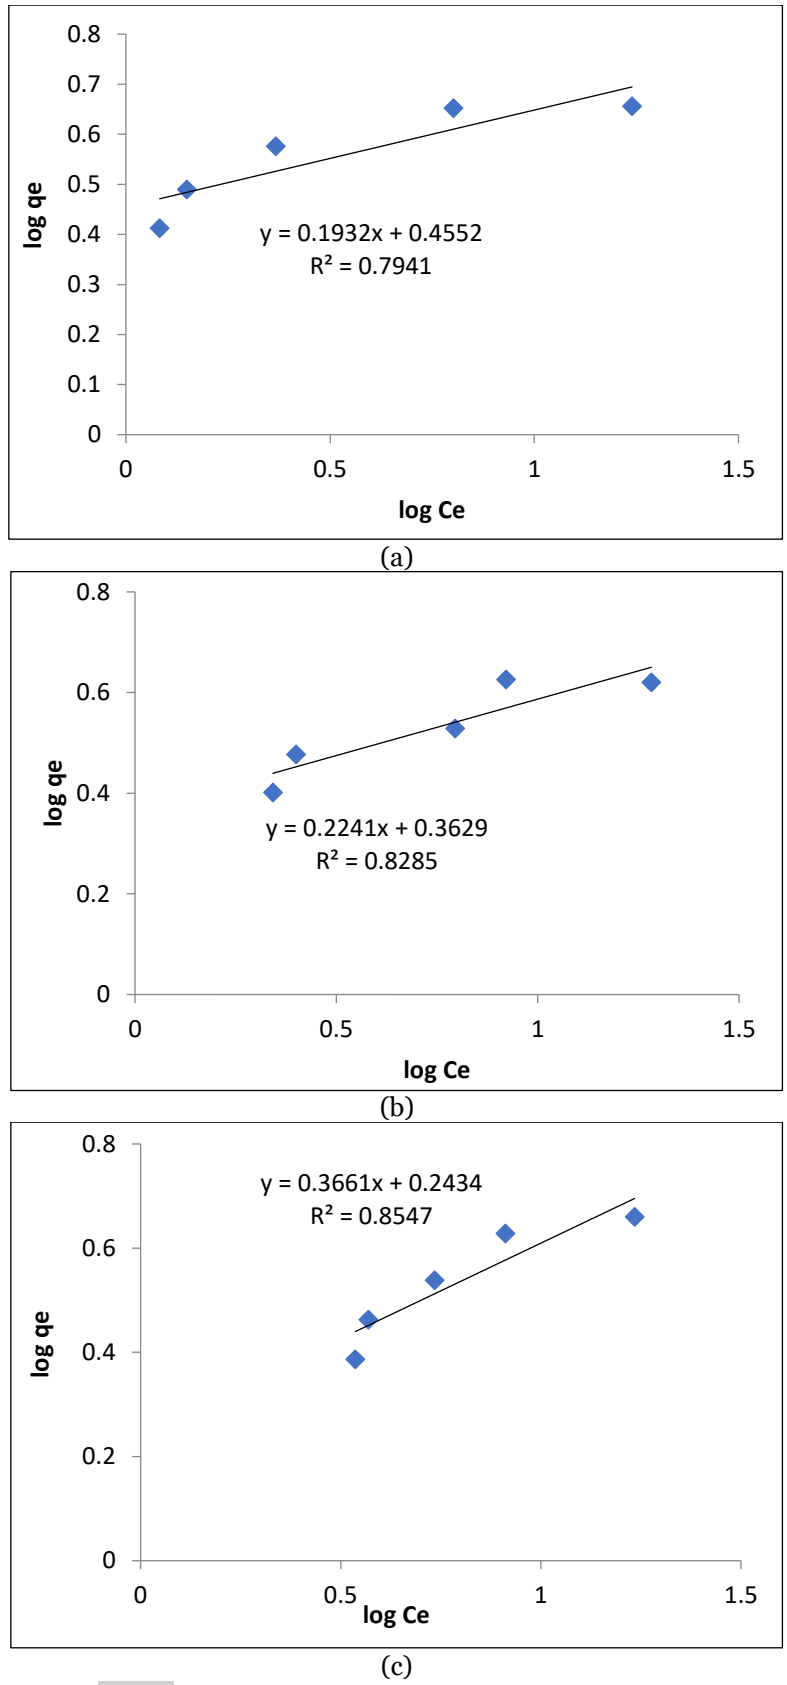 0.8
0.7
0.6
0.5
0.4
0.3
0.2
0.1
0
log qe
y = 0.1932x + 0.4552
R² = 0.7941
0 0.5 1 1.5
log Ce
(a)
0.8
0.6
0.4
0.2
0
log qe
y = 0.2241x + 0.3629
R² = 0.8285
0 0.5 1 1.5
log Ce
(b)
0.8
0.6
0.4
0.2
0
log qe
y = 0.3661x + 0.2434
R² = 0.8547
0 0.5 1 1.5
log Ce
(c)